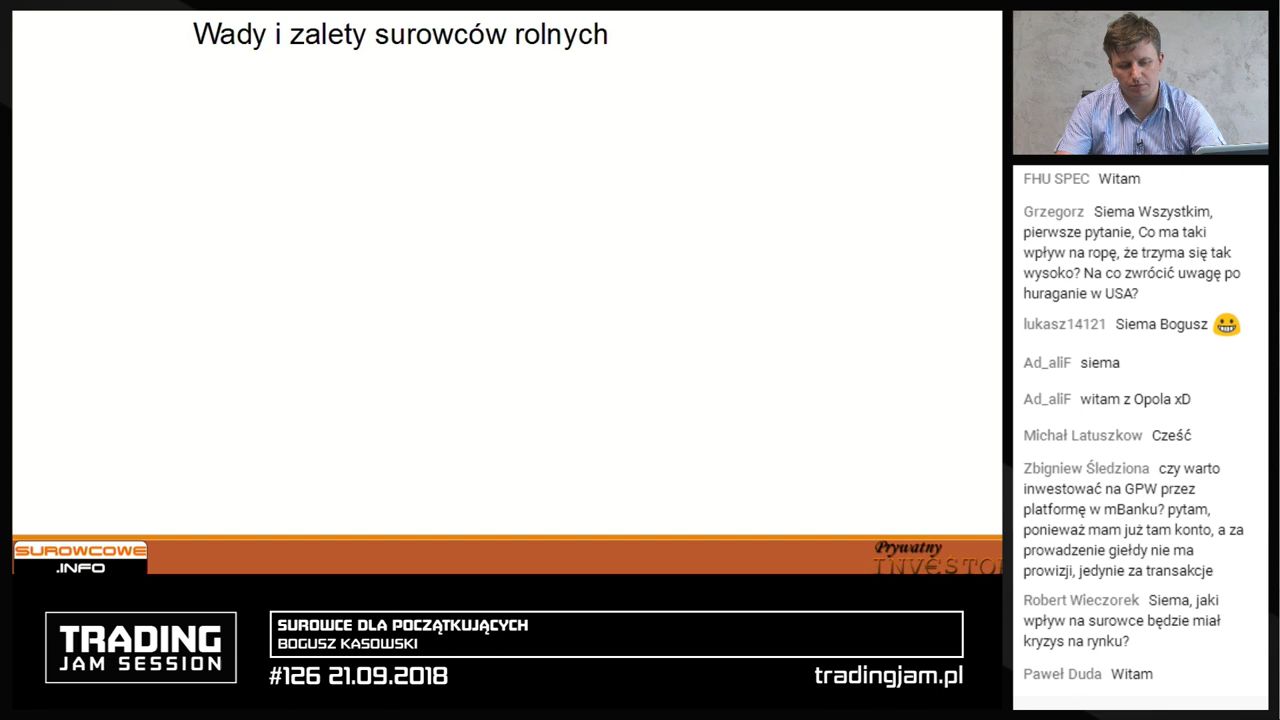 Wady i zalety surowców rolnych
FHU SPEC Witam
Grzegorz Siema Wszystkim,
pierwsze pytanie, Co ma taki
wpływ na ropę, że trzyma się tak
wysoko? Na co zwrócić uwagę po
huraganie w USA?
lukasz14121 Siema Bogusz 😀
Ad_aliF siema
Ad_aliF witam z Opola xD
Michał Latuszkow Cześć
Zbigniew Śledziona czy warto
inwestować na GPW przez
platformę w mBanku? pytam,
ponieważ mam już tam konto, a za
prowadzenie giełdy nie ma
prowizji, jedynie za transakcje
Robert Wieczorek Siema, jaki
wpływ na surowce będzie miał
kryzys na rynku?
Paweł Duda Witam
SUROWCOWE
.INFO
Prywatny
INVESTO
TRADING
JAM SESSION
SUROWCE DLA POCZĄTKUJĄCYCH
BOGUSZ KASOWSKI
#126 21.09.2018
tradingjam.pl